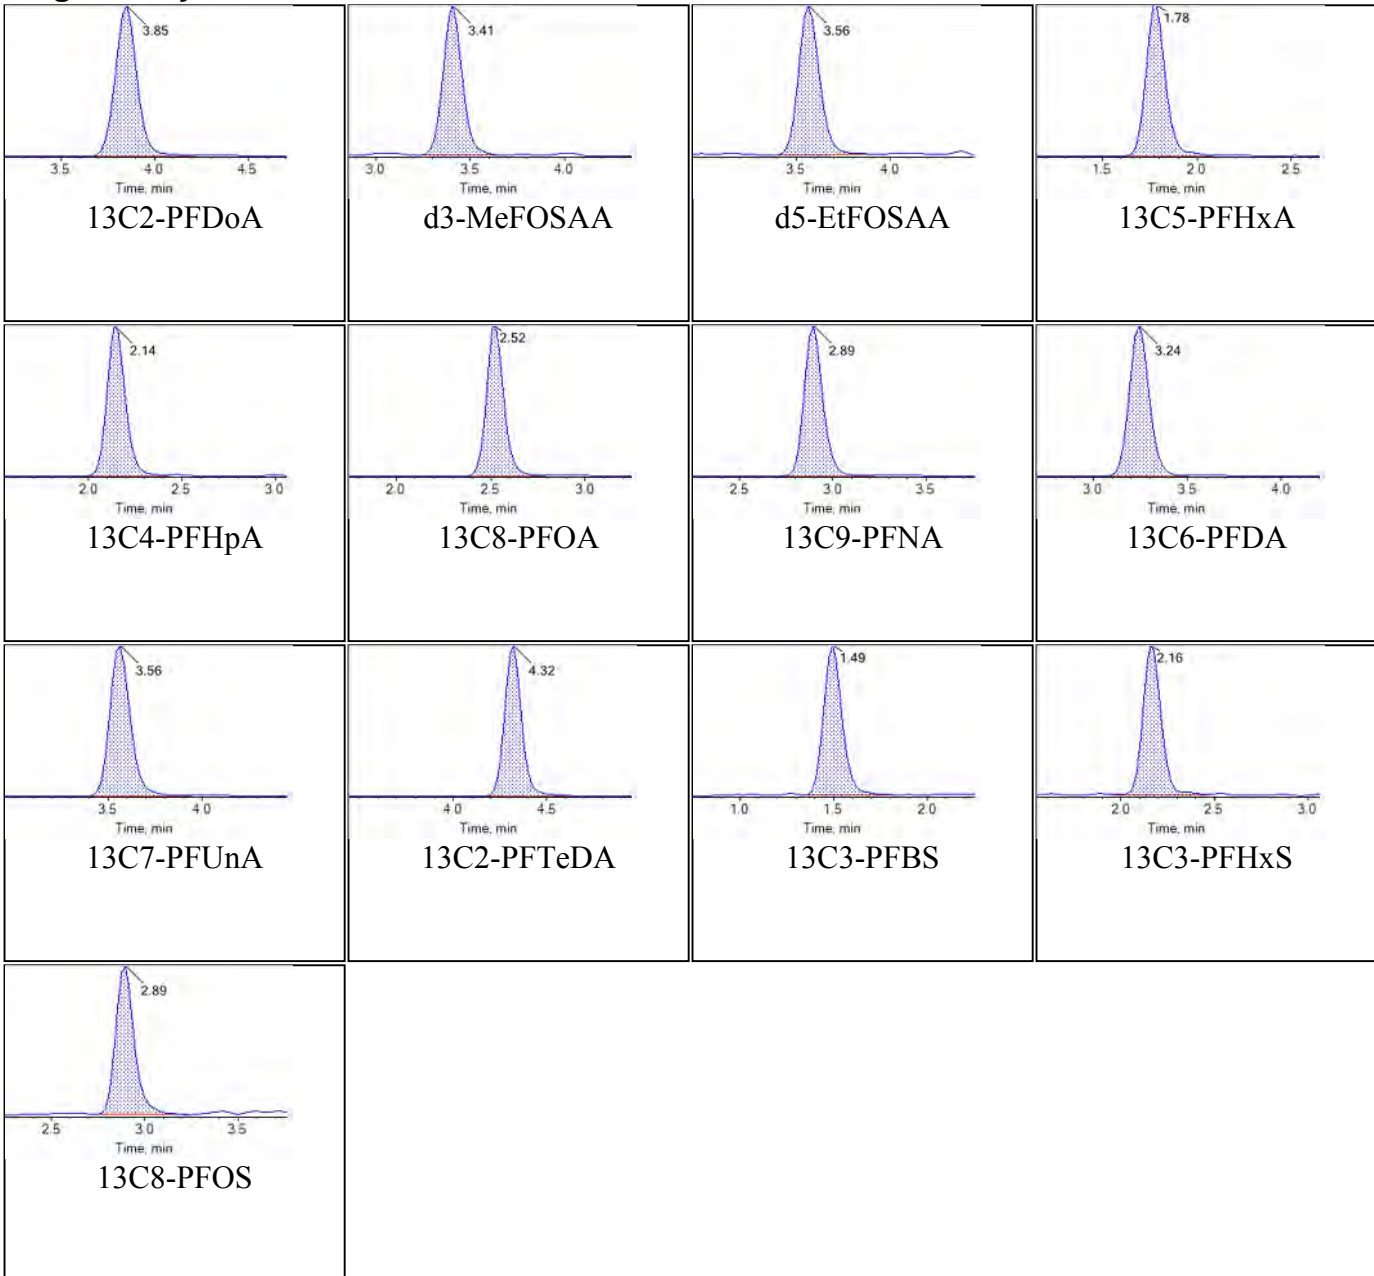 3.85
3.5 4.0 4.5
Time, min
13C2-PFDoA
3.41
3.0 3.5 4.0
Time, min
d3-MeFOSAA
3.56
3.5 4.0
Time, min
d5-EtFOSAA
1.78
1.5 2.0 2.5
Time, min
13C5-PFHxA
2.14
2.0 2.5 3.0
Time, min
13C4-PFHpA
2.52
2.0 2.5 3.0
Time, min
13C8-PFOA
2.89
2.5 3.0 3.5
Time, min
13C9-PFNA
3.24
3.0 3.5 4.0
Time, min
13C6-PFDA
3.56
3.5 4.0
Time, min
13C7-PFUnA
4.32
4.0 4.5
Time, min
13C2-PFTeDA
1.49
1.0 1.5 2.0
Time, min
13C3-PFBS
2.16
2.0 2.5 3.0
Time, min
13C3-PFHxS
2.89
2.5 3.0 3.5
Time, min
13C8-PFOS